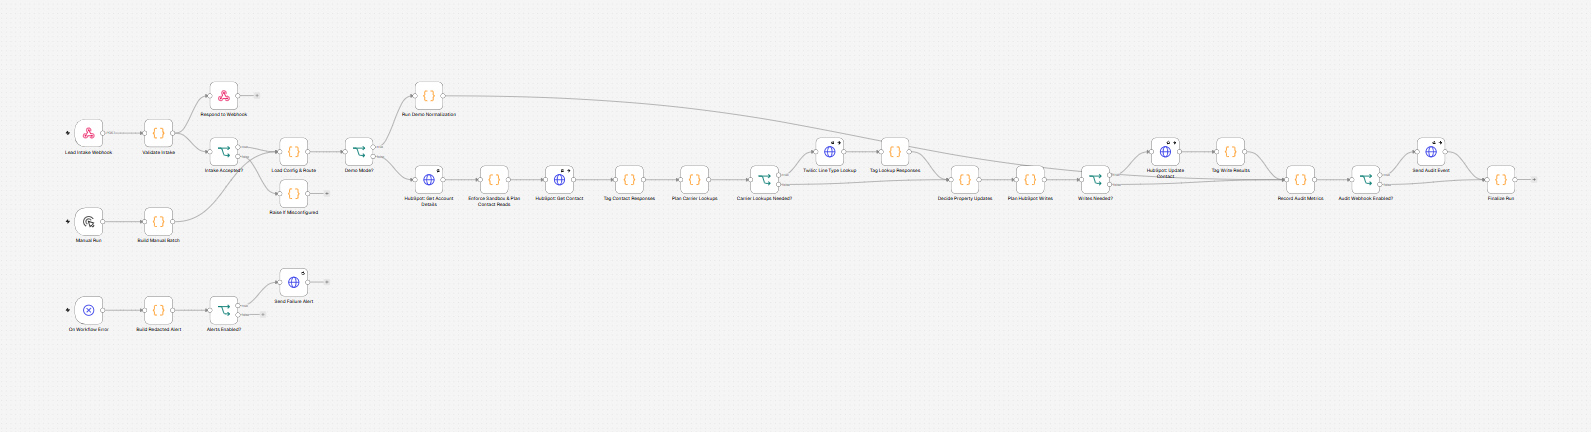 Run Demo Normalization
Respond to Webhook
Lead Intake Webhook
Validate Intake
Intake Accepted?
Load Config & Route
Demo Mode?
Twilio: Line Type Lookup
Tag Lookup Responses
HubSpot: Update
Contact
Tag Write Results
Send Audit Event
HubSpot: Get Account
Details
Enforce Sandbox & Plan
Contact Reads
HubSpot: Get Contact
Tag Contact Responses
Plan Carrier Lookups
Carrier Lookups Needed?
Decide Property Updates
Plan HubSpot Writes
Writes Needed?
Record Audit Metrics
Audit Webhook Enabled?
Finalize Run
Raise If Misconfigured
Manual Run
Build Manual Batch
Send Failure Alert
On Workflow Error
Build Redacted Alert
Alerts Enabled?